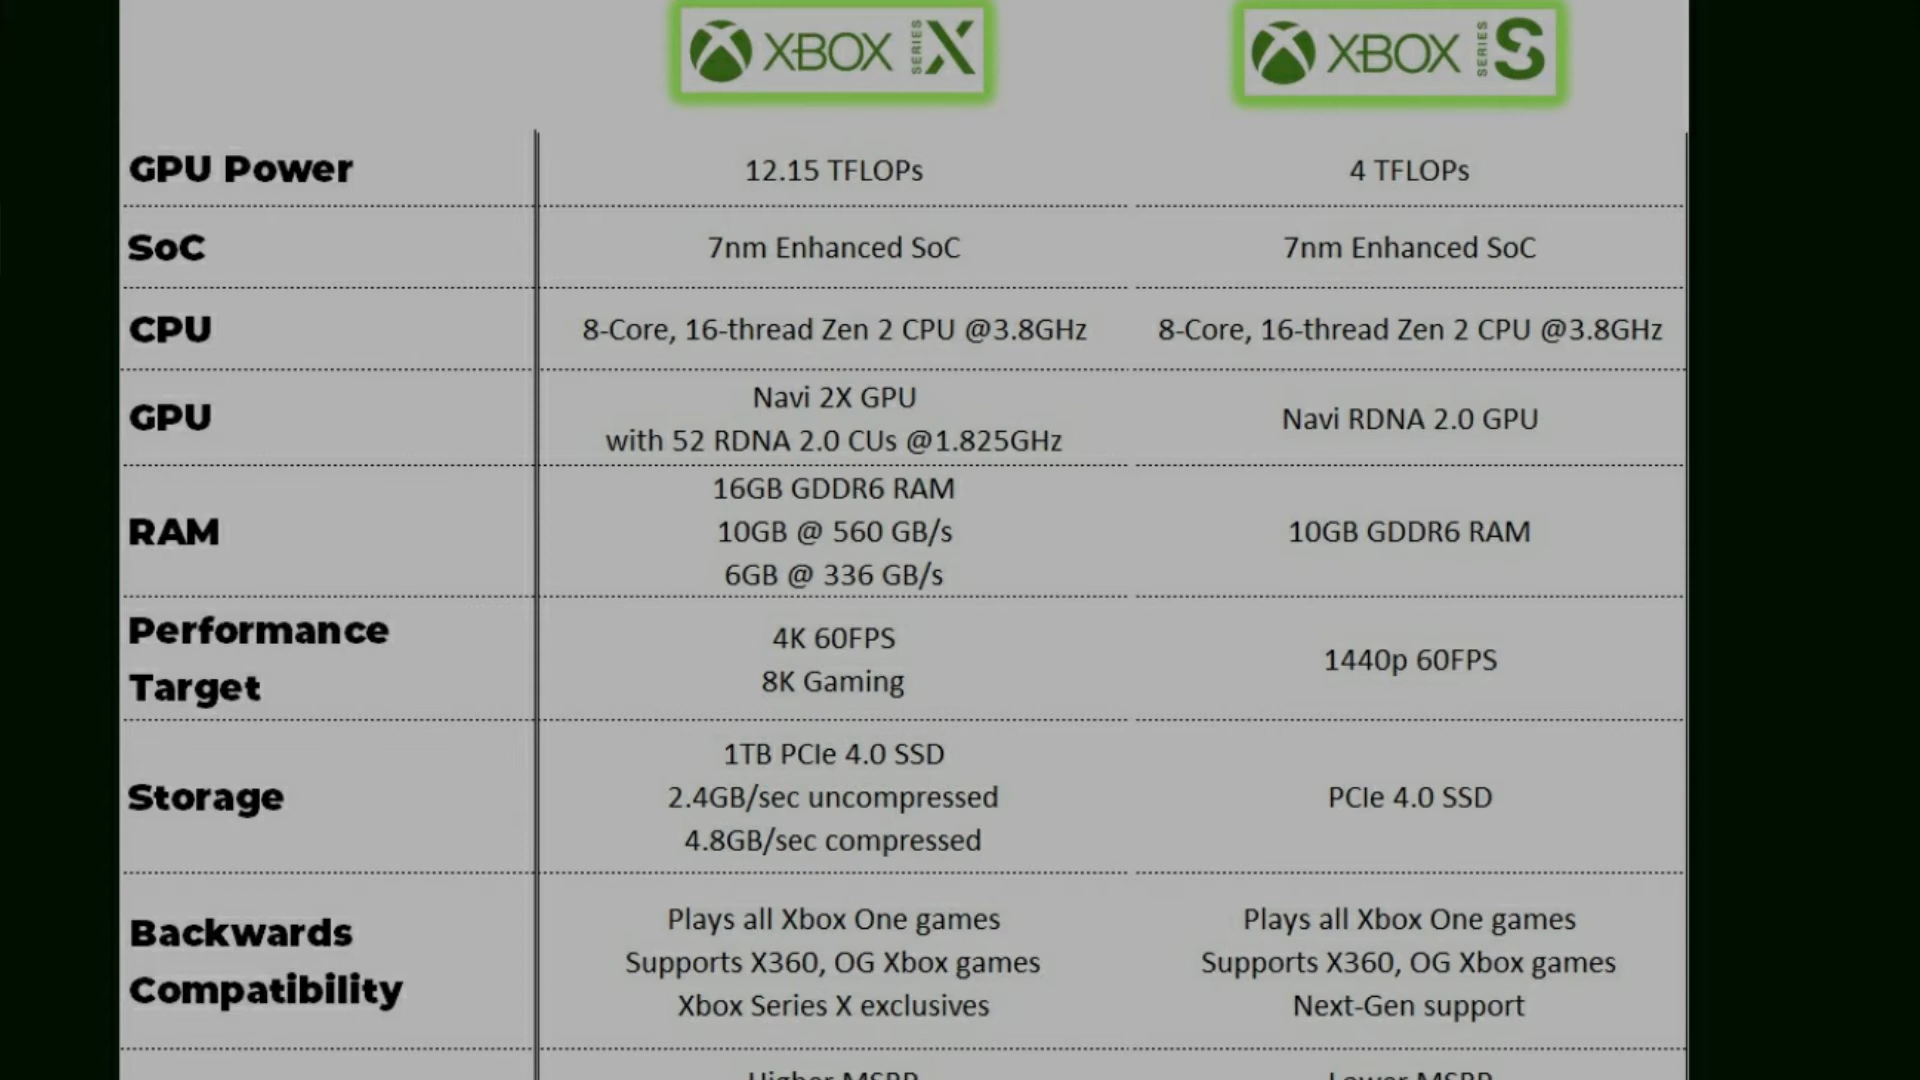 XBOX SERIES X
XBOX SERIES S
GPU Power
12.15 TFLOPs
4 TFLOPs
SoC
7nm Enhanced SoC
7nm Enhanced SoC
CPU
8-Core, 16-thread Zen 2 CPU @3.8GHz
8-Core, 16-thread Zen 2 CPU @3.8GHz
GPU
Navi 2X GPU
with 52 RDNA 2.0 CUs @1.825GHz
Navi RDNA 2.0 GPU
RAM
16GB GDDR6 RAM
10GB @ 560 GB/s
6GB @ 336 GB/s
10GB GDDR6 RAM
Performance
Target
4K 60FPS
8K Gaming
1440p 60FPS
Storage
1TB PCIe 4.0 SSD
2.4GB/sec uncompressed
4.8GB/sec compressed
PCIe 4.0 SSD
Backwards
Compatibility
Plays all Xbox One games
Supports X360, OG Xbox games
Xbox Series X exclusives
Plays all Xbox One games
Supports X360, OG Xbox games
Next-Gen support
Higher MSRP
Lower MSRP